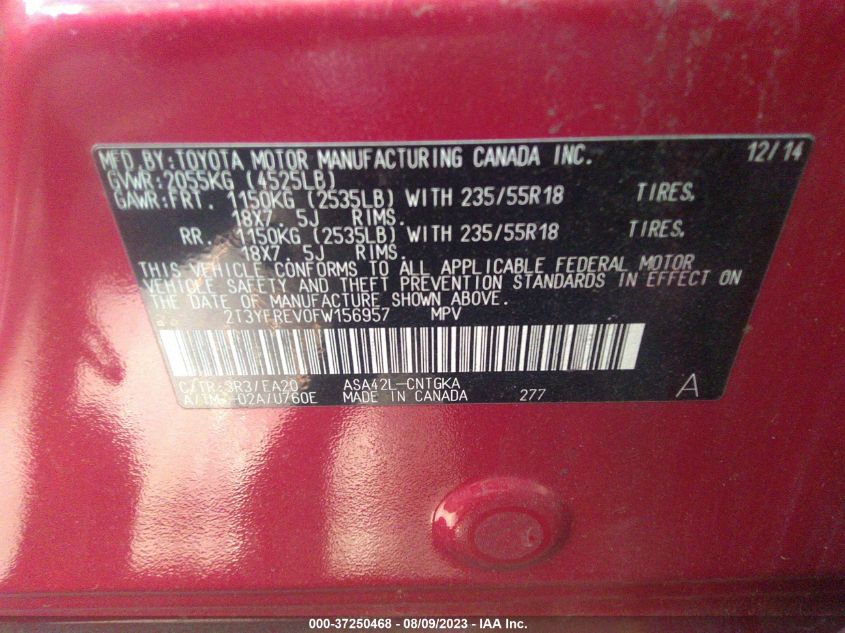 MFD. BY: TOYOTA MOTOR MANUFACTURING CANADA INC. 12/14
GVWR: 2055KG (4525LB)
GAWR: FRT. 1150KG (2535LB) WITH 235/55R18 TIRES,
18X7. 5J RIMS.
RR. 1150KG (2535LB) WITH 235/55R18 TIRES,
18X7. 5J RIMS.
THIS VEHICLE CONFORMS TO ALL APPLICABLE FEDERAL MOTOR
VEHICLE SAFETY AND THEFT PREVENTION STANDARDS IN EFFECT ON
THE DATE OF MANUFACTURE SHOWN ABOVE.
2T3YFREV0FW156957 MPV
C/TR: 3R3/EA20 ASA42L-CNTGKA
A/TM: -02A/U760E MADE IN CANADA 277 A
000-37250468 - 08/09/2023 - IAA Inc.